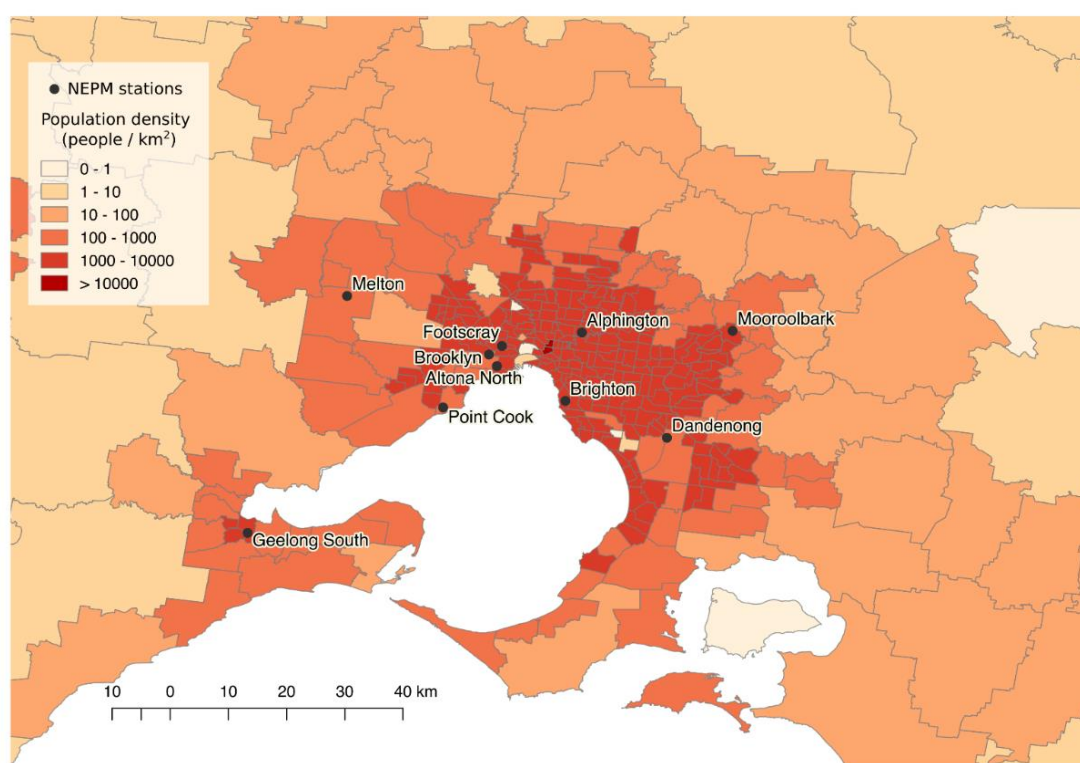 NEPM stations
Population density
(people / km²)
0 - 1
1 - 10
10 - 100
100 - 1000
1000 - 10000
> 10000
Melton
Footscray
Alphington
Mooroolbark
Brooklyn
Altona North
Brighton
Point Cook
Dandenong
Geelong South
10 0 10 20 30 40 km